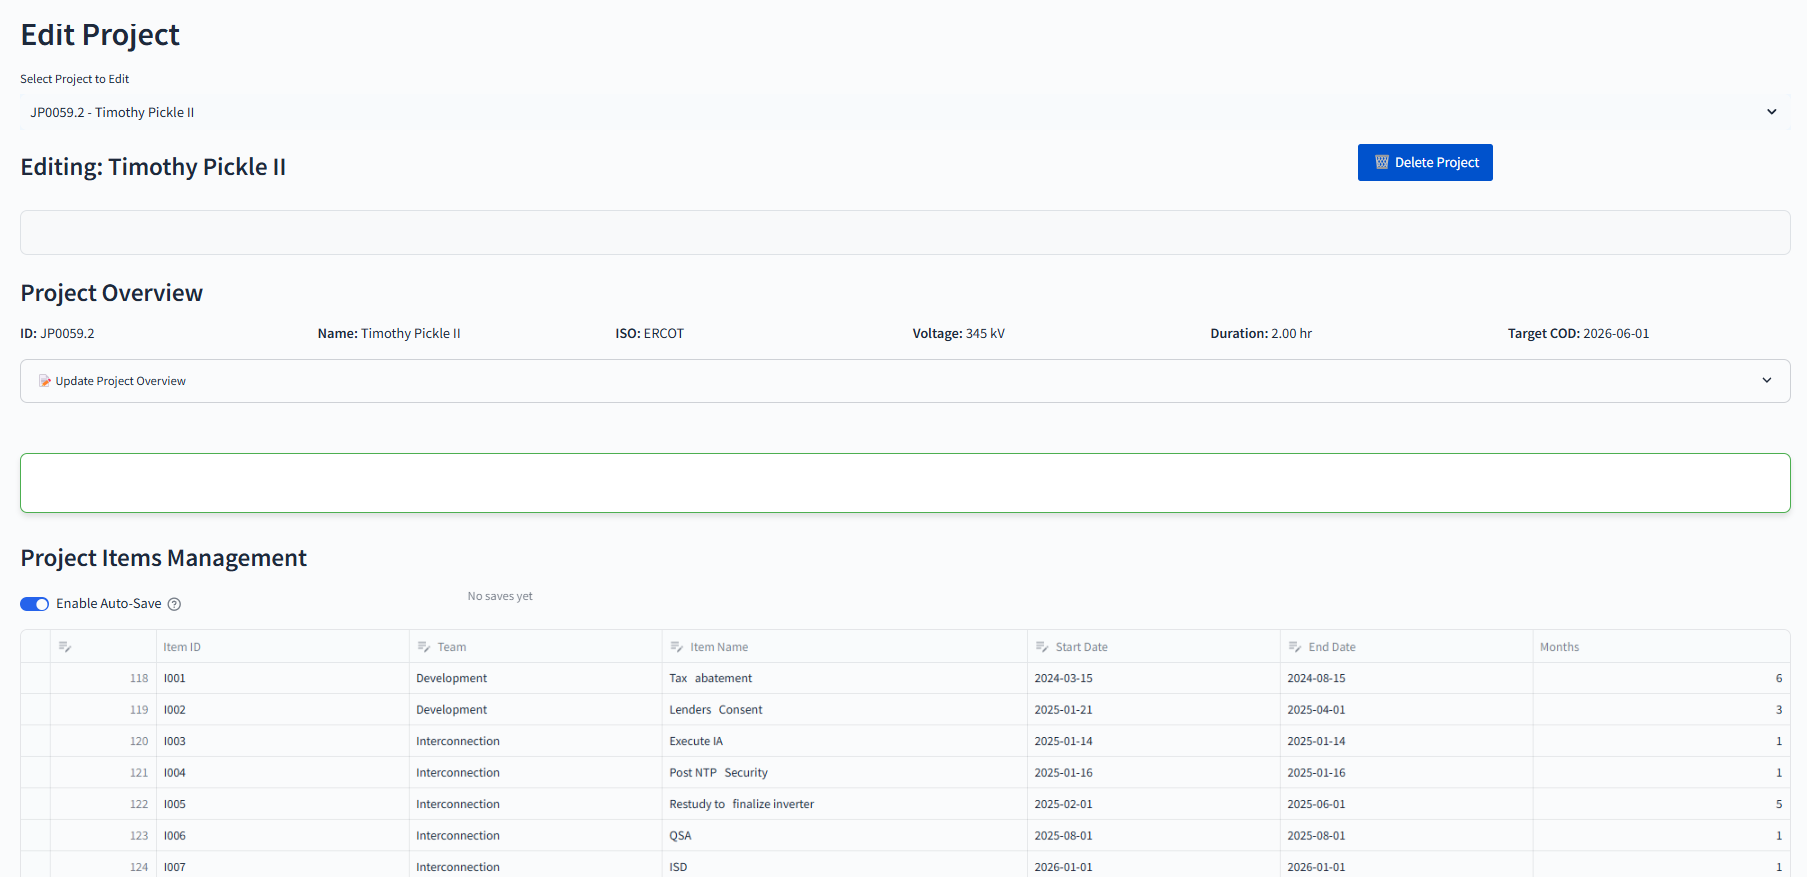 Edit Project
Select Project to Edit
JP0059.2 - Timothy Pickle II
Editing: Timothy Pickle II
Delete Project
Project Overview
ID: JP0059.2 Name: Timothy Pickle II ISO: ERCOT Voltage: 345 kV Duration: 2.00 hr Target COD: 2026-06-01
Update Project Overview
Project Items Management
Enable Auto-Save No saves yet
Item ID Team Item Name Start Date End Date Months
118 I001 Development Tax abatement 2024-03-15 2024-08-15 6
119 I002 Development Lenders Consent 2025-01-21 2025-04-01 3
120 I003 Interconnection Execute IA 2025-01-14 2025-01-14 1
121 I004 Interconnection Post NTP Security 2025-01-16 2025-01-16 1
122 I005 Interconnection Restudy to finalize inverter 2025-02-01 2025-06-01 5
123 I006 Interconnection QSA 2025-08-01 2025-08-01 1
124 I007 Interconnection ISD 2026-01-01 2026-01-01 1